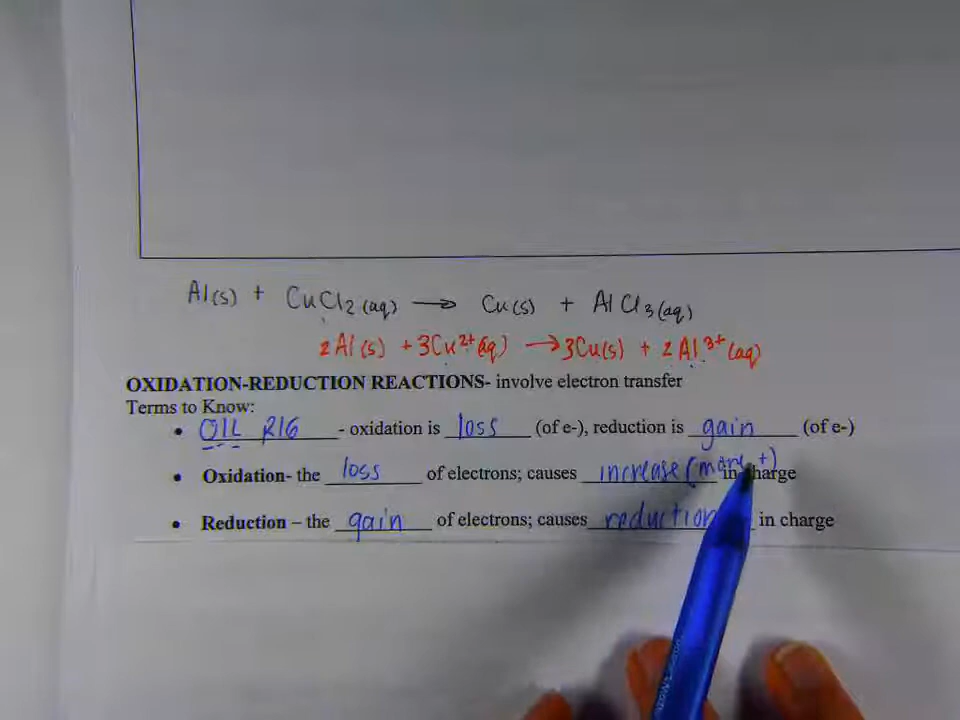 Al(s) + CuCl2(aq) → Cu(s) + AlCl3(aq)
2Al(s) + 3Cu2+(aq) → 3Cu(s) + 2Al3+(aq)
OXIDATION-REDUCTION REACTIONS- involve electron transfer
Terms to Know:
• OIL RIG - oxidation is loss (of e-), reduction is gain (of e-)
• Oxidation- the loss of electrons; causes increase (more +) in charge
• Reduction – the gain of electrons; causes reduction in charge